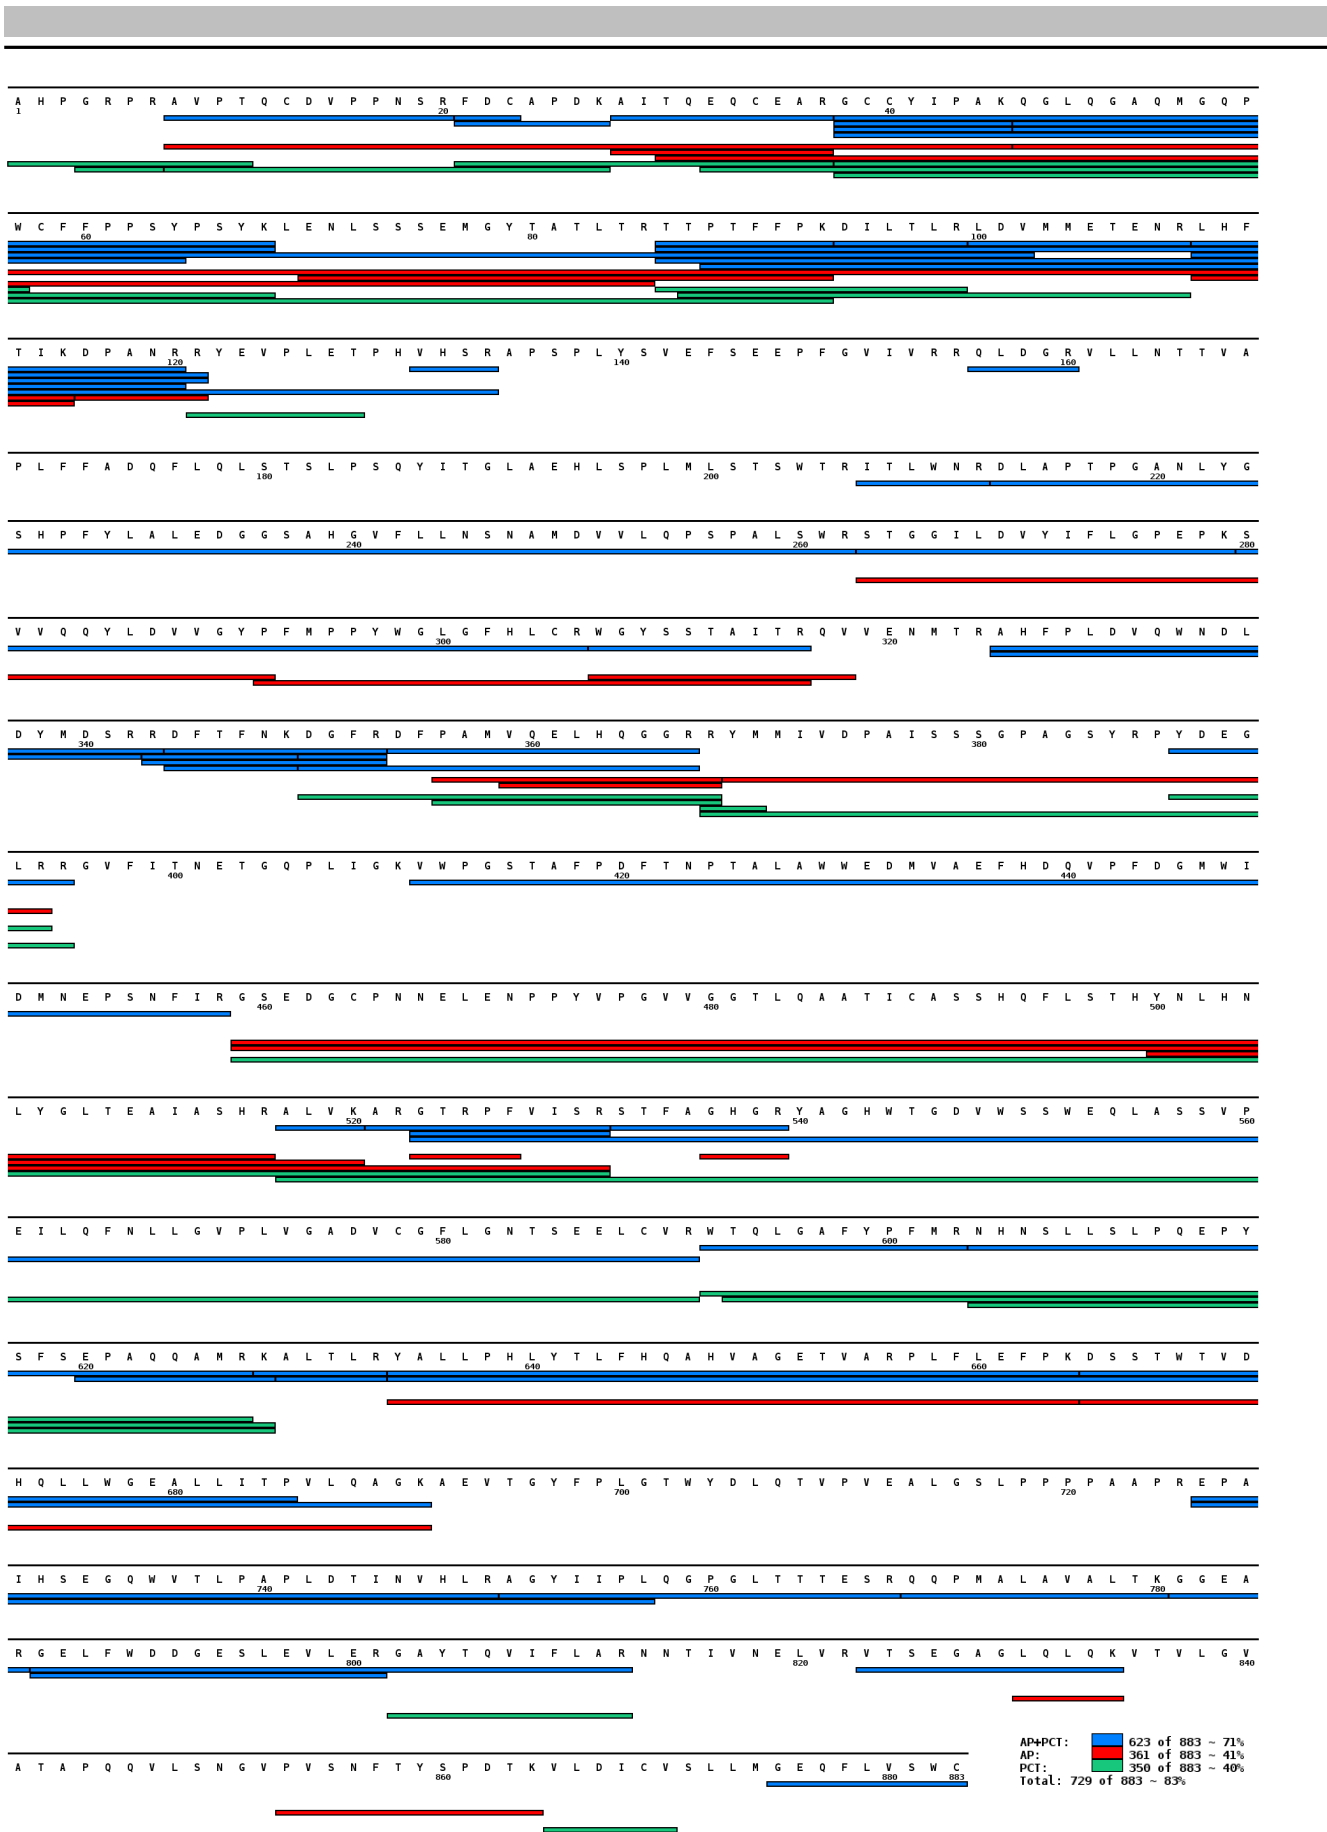 A H P G R P R A V P T Q C D V P P N S R F D C A P D K A I T Q E Q C E A R G C C Y I P A K Q G L Q G A Q M G Q P
1 20 40
W C F F P P S Y P S Y K L E N L S S S E M G Y T A T L T R T T P T F F P K D I L T L R L D V M M E T E N R L H F
60 80 100
T I K D P A N R R Y E V P L E T P H V H S R A P S P L Y S V E F S E E P F G V I V R R Q L D G R V L L N T T V A
120 140 160
P L F F A D Q F L Q L S T S L P S Q Y I T G L A E H L S P L M L S T S W T R I T L W N R D L A P T P G A N L Y G
180 200 220
S H P F Y L A L E D G G S A H G V F L L N S N A M D V V L Q P S P A L S W R S T G G I L D V Y I F L G P E P K S
240 260 280
V V Q Q Y L D V V G Y P F M P P Y W G L G F H L C R W G Y S S T A I T R Q V V E N M T R A H F P L D V Q W N D L
300 320
D Y M D S R R D F T F N K D G F R D F P A M V Q E L H Q G G R R Y M M I V D P A I S S S G P A G S Y R P Y D E G
340 360 380
L R R G V F I T N E T G Q P L I G K V W P G S T A F P D F T N P T A L A W W E D M V A E F H D Q V P F D G M W I
400 420 440
D M N E P S N F I R G S E D G C P N N E L E N P P Y V P G V V G G T L Q A A T I C A S S H Q F L S T H Y N L H N
460 480 500
L Y G L T E A I A S H R A L V K A R G T R P F V I S R S T F A G H G R Y A G H W T G D V W S S W E Q L A S S V P
520 540 560
E I L Q F N L L G V P L V G A D V C G F L G N T S E E L C V R W T Q L G A F Y P F M R N H N S L L S L P Q E P Y
580 600
S F S E P A Q Q A M R K A L T L R Y A L L P H L Y T L F H Q A H V A G E T V A R P L F L E F P K D S S T W T V D
620 640 660
H Q L L W G E A L L I T P V L Q A G K A E V T G Y F P L G T W Y D L Q T V P V E A L G S L P P P P A A P R E P A
680 700 720
I H S E G Q W V T L P A P L D T I N V H L R A G Y I I P L Q G P G L T T T E S R Q Q P M A L A V A L T K G G E A
740 760 780
R G E L F W D D G E S L E V L E R G A Y T Q V I F L A R N N T I V N E L V R V T S E G A G L Q L Q K V T V L G V
800 820 840
A T A P Q Q V L S N G V P V S N F T Y S P D T K V L D I C V S L L M G E Q F L V S W C
860 880 883
AP+PCT: 623 of 883 ~ 71%
AP: 361 of 883 ~ 41%
PCT: 350 of 883 ~ 40%
Total: 729 of 883 ~ 83%